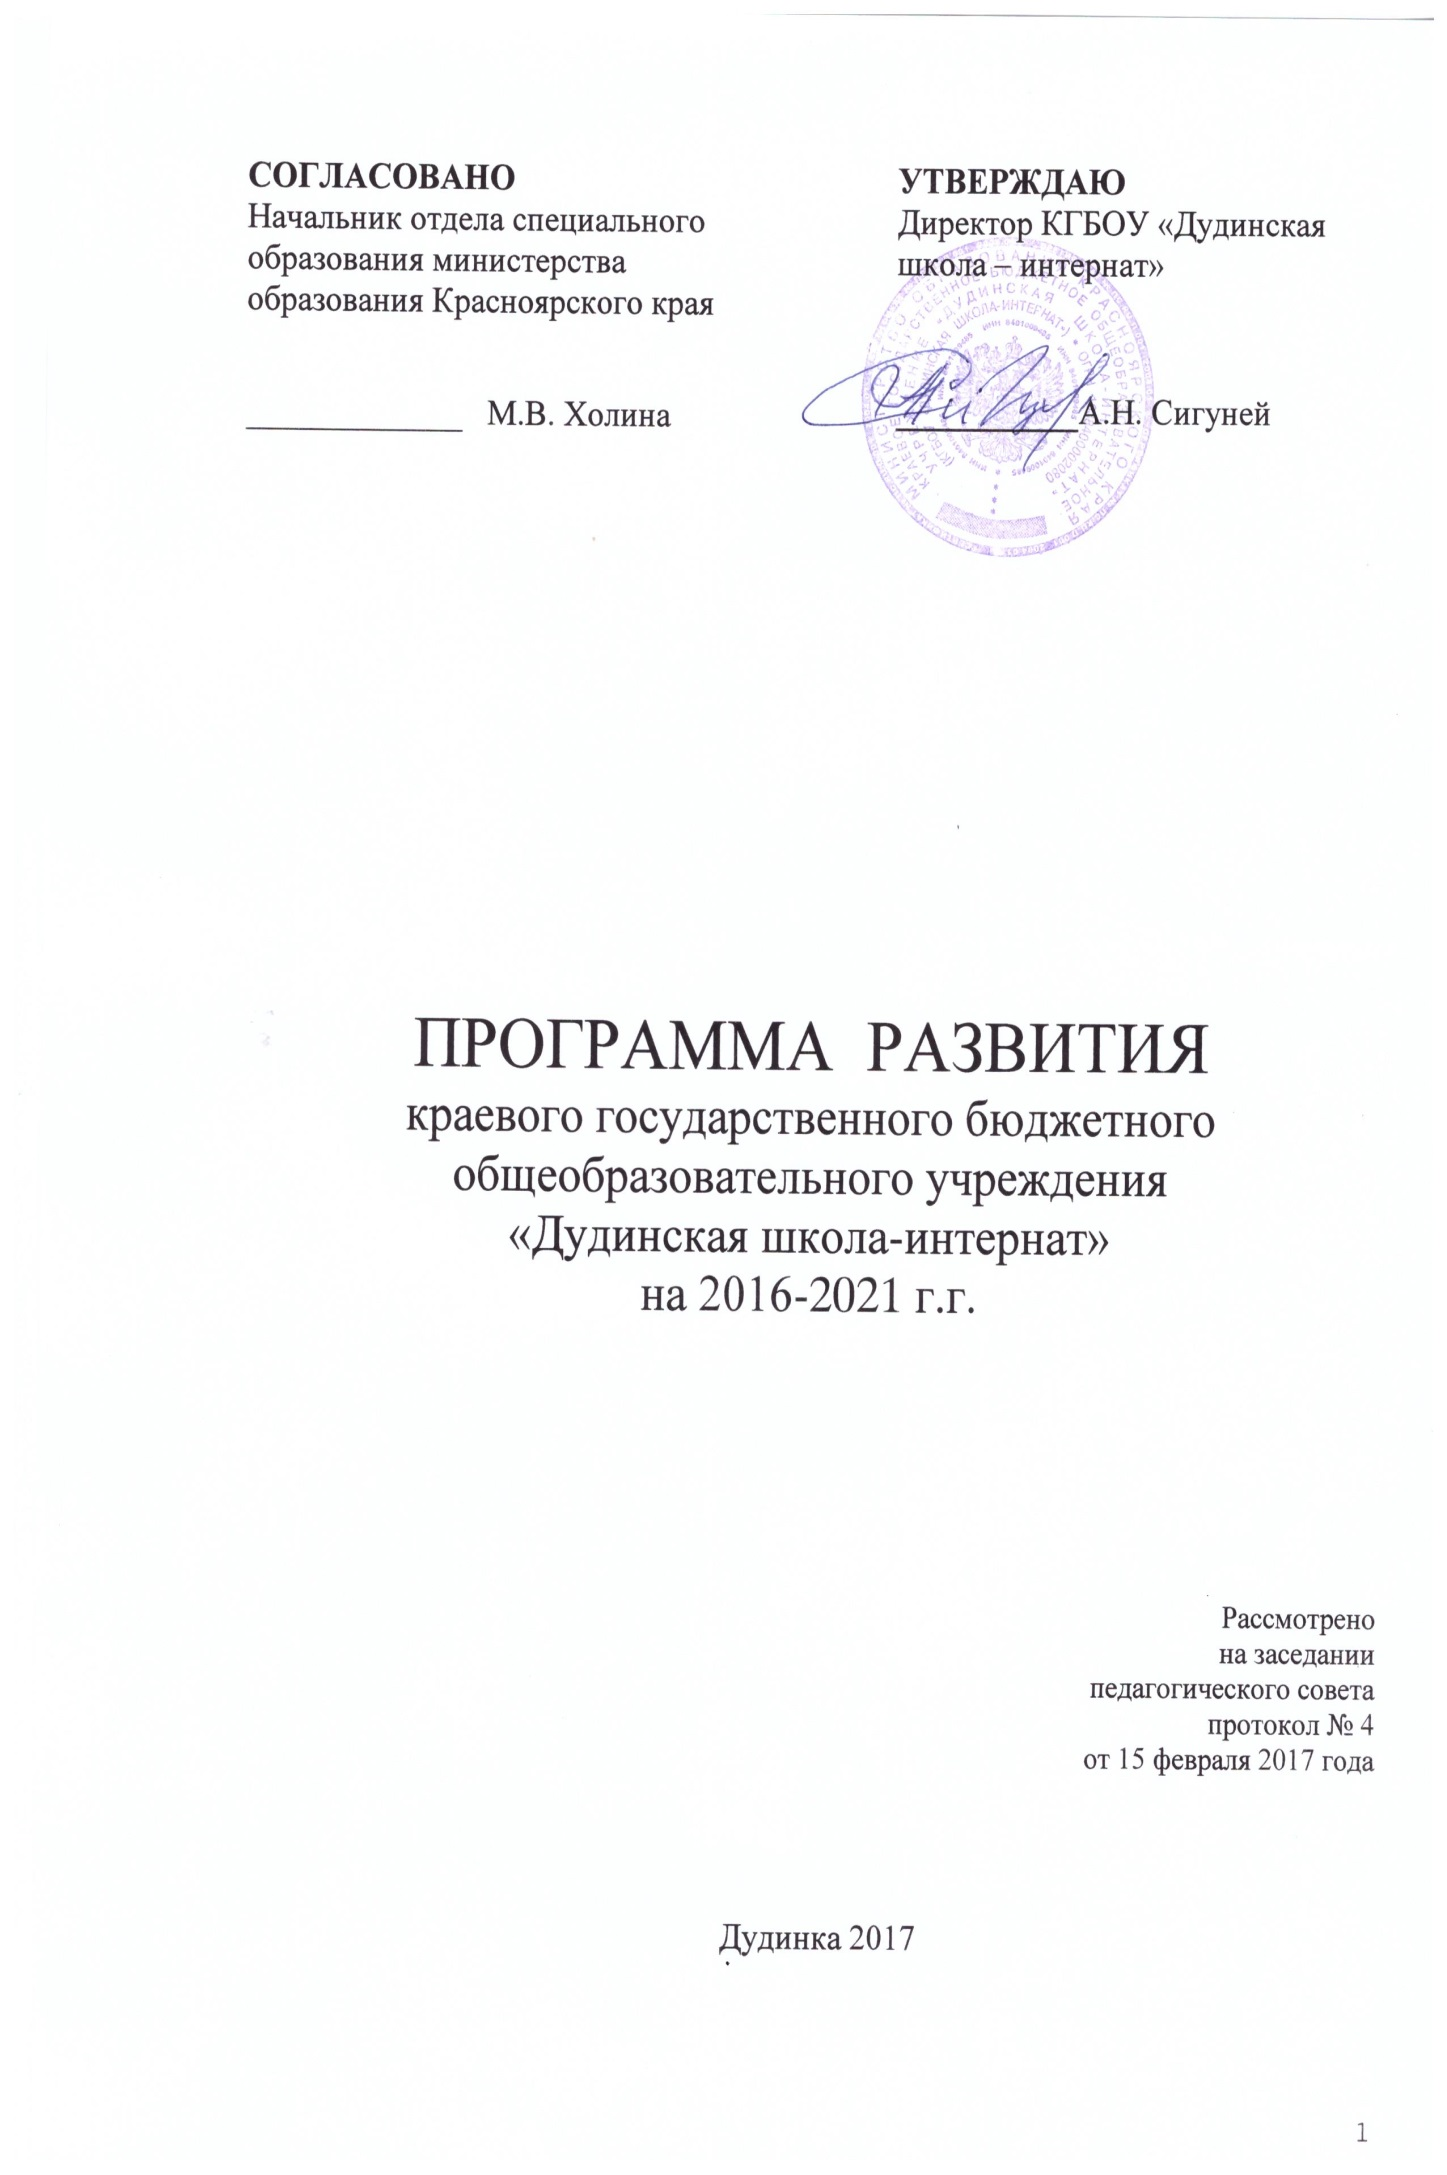 СОГЛАСОВАНО
Начальник отдела специального
образования министерства
образования Красноярского края
____________ М.В. Холина
УТВЕРЖДАЮ
Директор КГБОУ «Дудинская
школа – интернат»
__________А.Н. Сигуней
ПРОГРАММА РАЗВИТИЯ
краевого государственного бюджетного
общеобразовательного учреждения
«Дудинская школа-интернат»
на 2016-2021 г.г.
Рассмотрено
на заседании
педагогического совета
протокол № 4
от 15 февраля 2017 года
Дудинка 2017
1